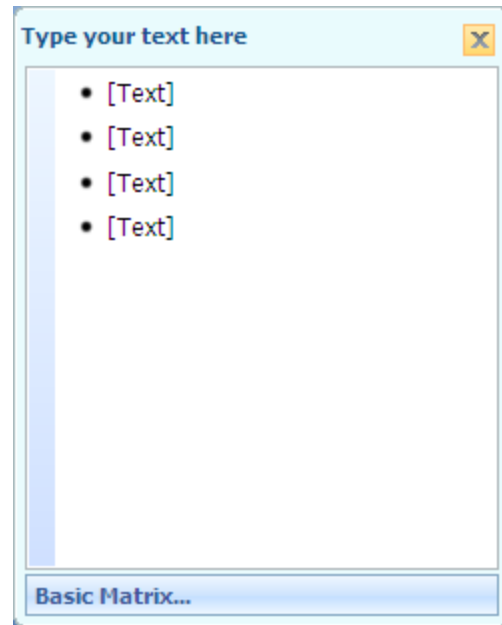 Type your text here
• [Text]
• [Text]
• [Text]
• [Text]
Basic Matrix...